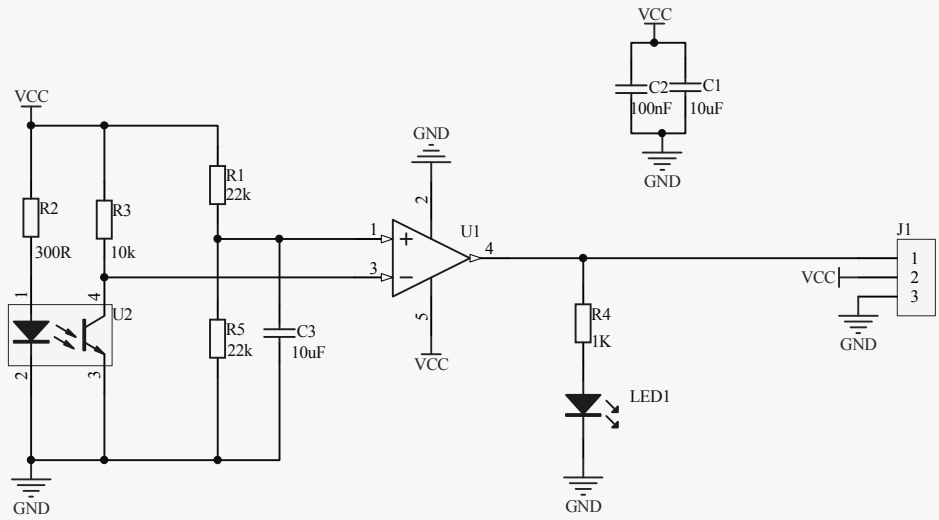 VCC
C2
C1
100nF
10uF
GND
VCC
R2
300R
R3
10k
R1
22k
GND
2
1
3
U1
4
5
VCC
1
4
U2
2
3
R5
22k
C3
10uF
GND
R4
1K
LED1
GND
J1
1
VCC
2
3
GND